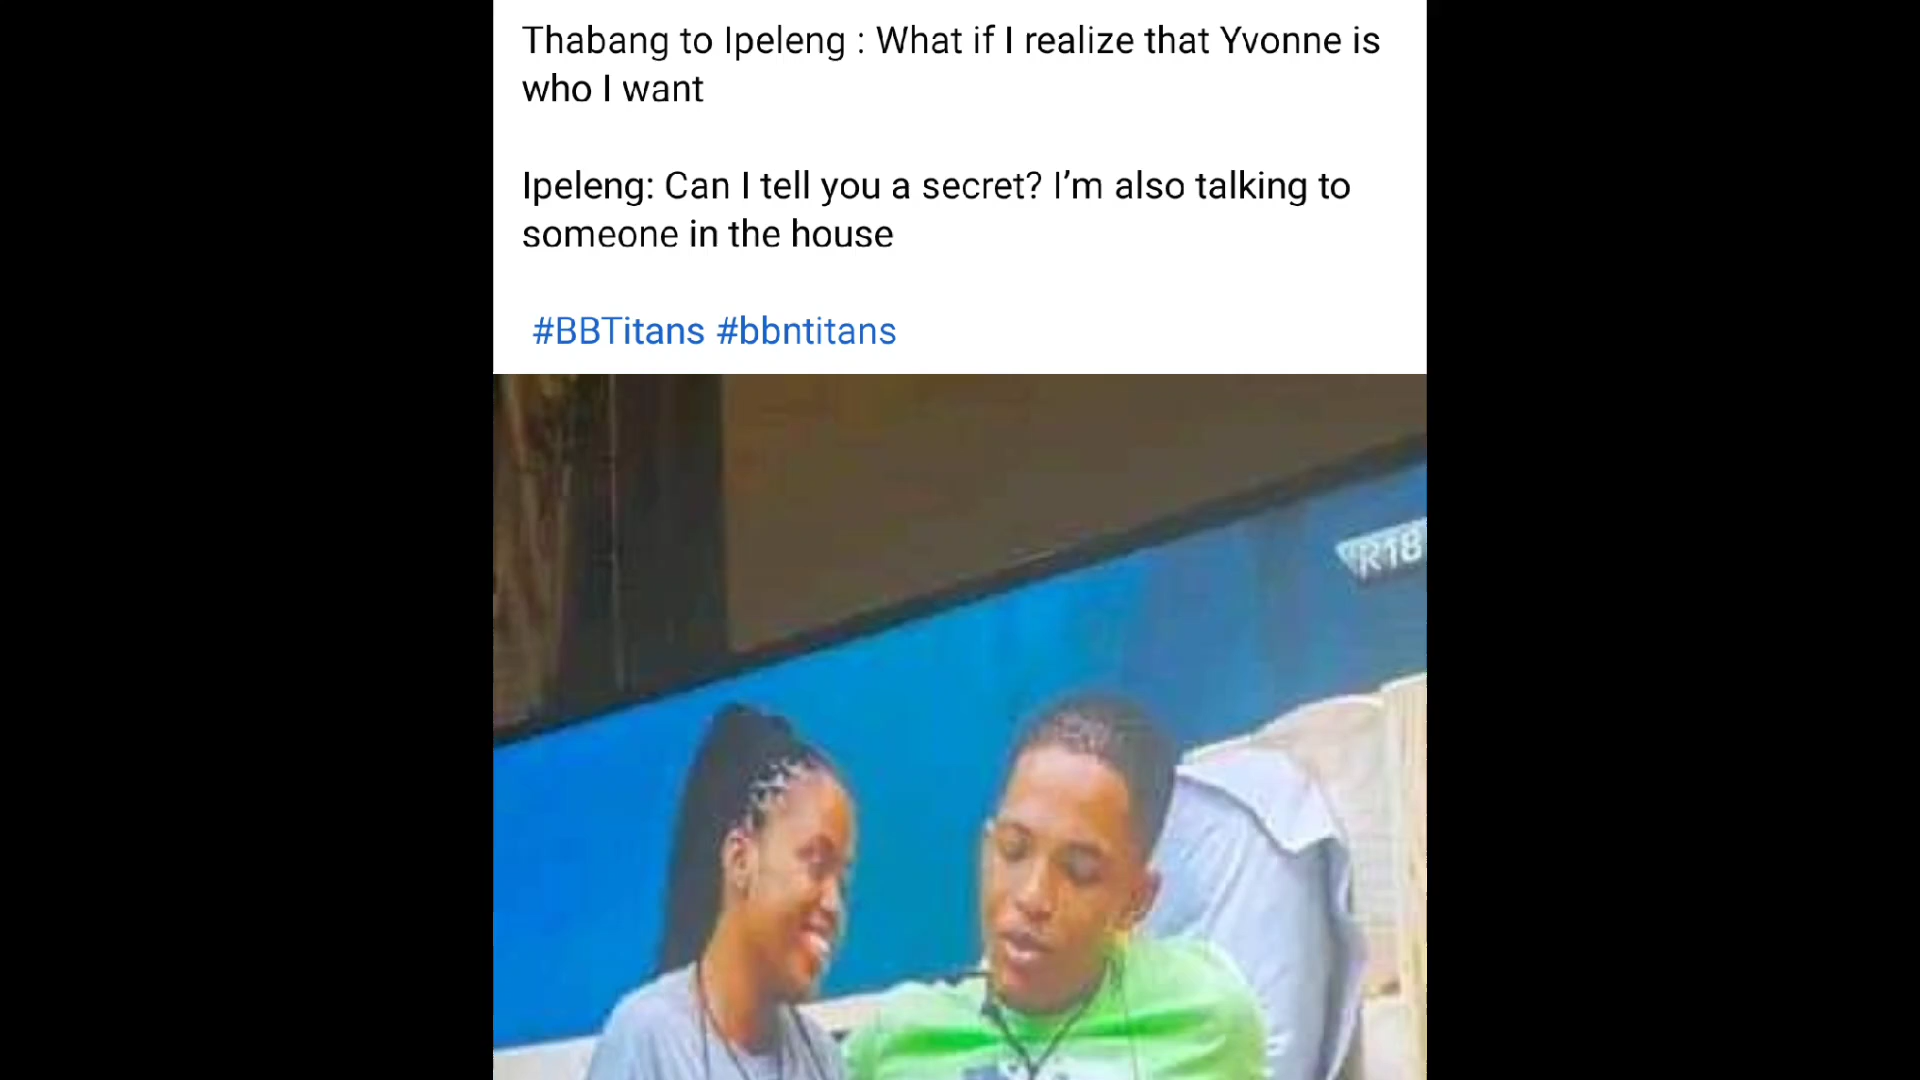 Thabang to Ipeleng : What if I realize that Yvonne is
who I want
Ipeleng: Can I tell you a secret? I’m also talking to
someone in the house
#BBTitans #bbntitans
R18